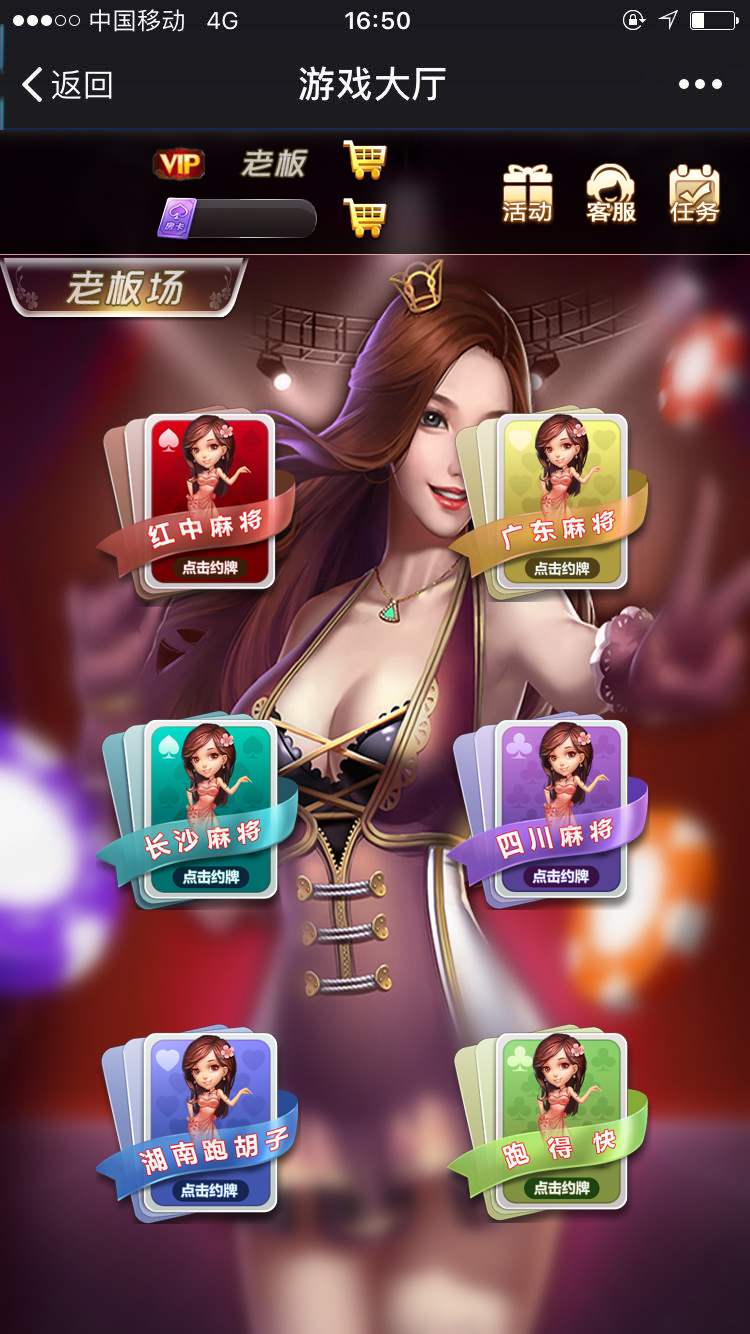 中国移动 4G 16:50
返回 游戏大厅
VIP 老板
房卡
活动 客服 任务
老板场
红中麻将
点击约牌
广东麻将
点击约牌
长沙麻将
点击约牌
四川麻将
点击约牌
湖南跑胡子
点击约牌
跑得快
点击约牌